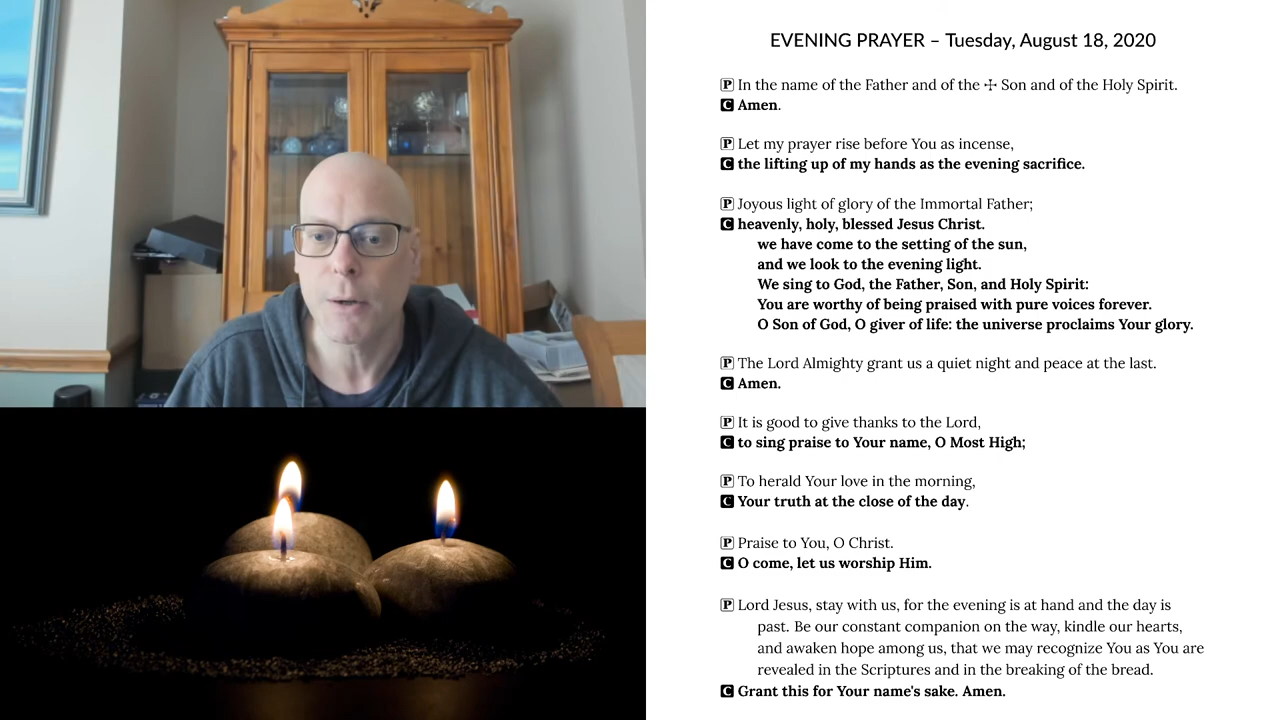 EVENING PRAYER – Tuesday, August 18, 2020
P In the name of the Father and of the ☩ Son and of the Holy Spirit.
C Amen.
P Let my prayer rise before You as incense,
C the lifting up of my hands as the evening sacrifice.
P Joyous light of glory of the Immortal Father;
C heavenly, holy, blessed Jesus Christ.
we have come to the setting of the sun,
and we look to the evening light.
We sing to God, the Father, Son, and Holy Spirit:
You are worthy of being praised with pure voices forever.
O Son of God, O giver of life: the universe proclaims Your glory.
P The Lord Almighty grant us a quiet night and peace at the last.
C Amen.
P It is good to give thanks to the Lord,
C to sing praise to Your name, O Most High;
P To herald Your love in the morning,
C Your truth at the close of the day.
P Praise to You, O Christ.
C O come, let us worship Him.
P Lord Jesus, stay with us, for the evening is at hand and the day is
past. Be our constant companion on the way, kindle our hearts,
and awaken hope among us, that we may recognize You as You are
revealed in the Scriptures and in the breaking of the bread.
C Grant this for Your name's sake. Amen.